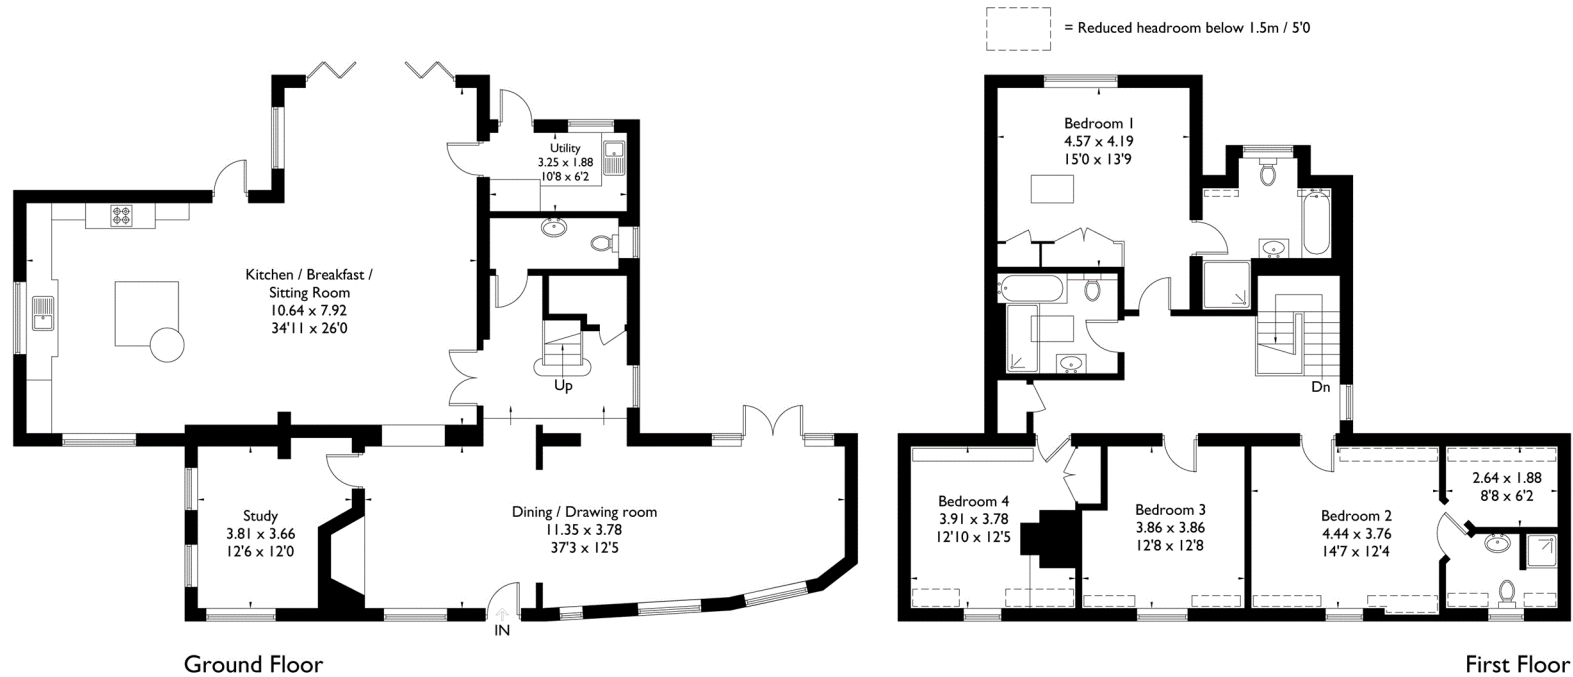 = Reduced headroom below 1.5m / 5'0
Utility
3.25 x 1.88
10'8 x 6'2
Kitchen / Breakfast /
Sitting Room
10.64 x 7.92
34'11 x 26'0
Up
Study
3.81 x 3.66
12'6 x 12'0
Dining / Drawing room
11.35 x 3.78
37'3 x 12'5
IN
Ground Floor
Bedroom 1
4.57 x 4.19
15'0 x 13'9
Dn
Bedroom 4
3.91 x 3.78
12'10 x 12'5
Bedroom 3
3.86 x 3.86
12'8 x 12'8
Bedroom 2
4.44 x 3.76
14'7 x 12'4
2.64 x 1.88
8'8 x 6'2
First Floor